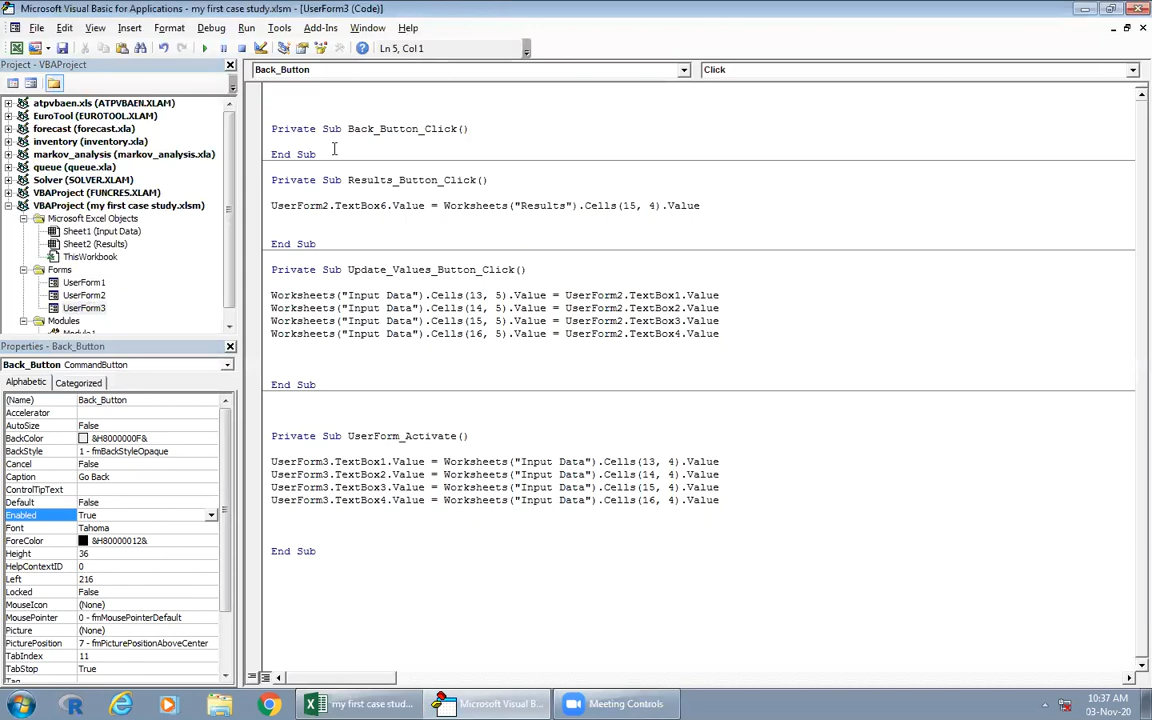 Microsoft Visual Basic for Applications - my first case study.xlsm - [UserForm3 (Code)]
File Edit View Insert Format Debug Run Tools Add-Ins Window Help
Ln 5, Col 1
Project - VBAProject
Back_Button
Click
atpvbaen.xls (ATPVBAEN.XLAM)
EuroTool (EUROTOOL.XLAM)
forecast (forecast.xla)
inventory (inventory.xla)
markov_analysis (markov_analysis.xla)
queue (queue.xla)
Solver (SOLVER.XLAM)
VBAProject (FUNCRES.XLAM)
VBAProject (my first case study.xlsm)
Microsoft Excel Objects
Sheet1 (Input Data)
Sheet2 (Results)
ThisWorkbook
Forms
UserForm1
UserForm2
UserForm3
Modules
Module1
Properties - Back_Button
Back_Button CommandButton
Alphabetic Categorized
(Name) Back_Button
Accelerator
AutoSize False
BackColor &H8000000F&
BackStyle 1 - fmBackStyleOpaque
Cancel False
Caption Go Back
ControlTipText
Default False
Enabled True
Font Tahoma
ForeColor &H80000012&
Height 36
HelpContextID 0
Left 216
Locked False
MouseIcon (None)
MousePointer 0 - fmMousePointerDefault
Picture (None)
PicturePosition 7 - fmPicturePositionAboveCenter
TabIndex 11
TabStop True
Tag
Private Sub Back_Button_Click()
End Sub
Private Sub Results_Button_Click()
UserForm2.TextBox6.Value = Worksheets("Results").Cells(15, 4).Value
End Sub
Private Sub Update_Values_Button_Click()
Worksheets("Input Data").Cells(13, 5).Value = UserForm2.TextBox1.Value
Worksheets("Input Data").Cells(14, 5).Value = UserForm2.TextBox2.Value
Worksheets("Input Data").Cells(15, 5).Value = UserForm2.TextBox3.Value
Worksheets("Input Data").Cells(16, 5).Value = UserForm2.TextBox4.Value
End Sub
Private Sub UserForm_Activate()
UserForm3.TextBox1.Value = Worksheets("Input Data").Cells(13, 4).Value
UserForm3.TextBox2.Value = Worksheets("Input Data").Cells(14, 4).Value
UserForm3.TextBox3.Value = Worksheets("Input Data").Cells(15, 4).Value
UserForm3.TextBox4.Value = Worksheets("Input Data").Cells(16, 4).Value
End Sub
my first case stud...
Microsoft Visual B...
Meeting Controls
10:37 AM
03-Nov-20